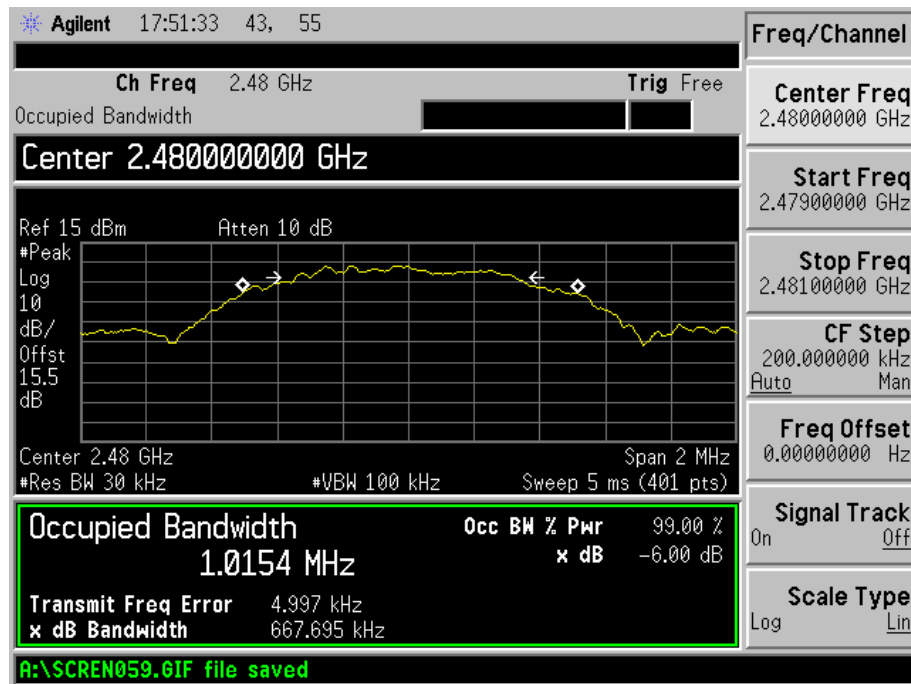 Agilent 17:51:33 43, 55
Ch Freq 2.48 GHz Trig Free
Occupied Bandwidth
Center 2.480000000 GHz
Ref 15 dBm Atten 10 dB
#Peak
Log
10
dB/
Offst
15.5
dB
Center 2.48 GHz Span 2 MHz
#Res BW 30 kHz #VBW 100 kHz Sweep 5 ms (401 pts)
Occupied Bandwidth Occ BW % Pwr 99.00 %
1.0154 MHz x dB -6.00 dB
Transmit Freq Error 4.997 kHz
x dB Bandwidth 667.695 kHz
A:\SCREN059.GIF file saved
Freq/Channel
Center Freq
2.48000000 GHz
Start Freq
2.47900000 GHz
Stop Freq
2.48100000 GHz
CF Step
200.000000 kHz
Auto Man
Freq Offset
0.00000000 Hz
Signal Track
On Off
Scale Type
Log Lin